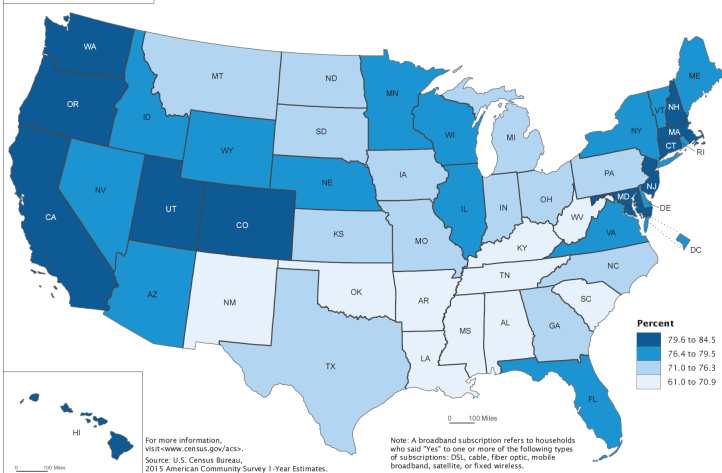 WA
OR
CA
ID
NV
AZ
MT
WY
UT
CO
NM
ND
SD
NE
KS
OK
TX
MN
IA
MO
AR
LA
WI
IL
MI
IN
OH
KY
TN
MS
AL
GA
FL
SC
NC
VA
WV
PA
NY
VT
NH
ME
MA
CT
RI
NJ
DE
MD
DC
HI
Percent
79.6 to 84.5
76.4 to 79.5
71.0 to 76.3
61.0 to 70.9
0 100 Miles
0 100 Miles
For more information,
visit<www.census.gov/acs>.
Source: U.S. Census Bureau,
2015 American Community Survey 1-Year Estimates.
Note: A broadband subscription refers to households
who said "Yes" to one or more of the following types
of subscriptions: DSL, cable, fiber optic, mobile
broadband, satellite, or fixed wireless.